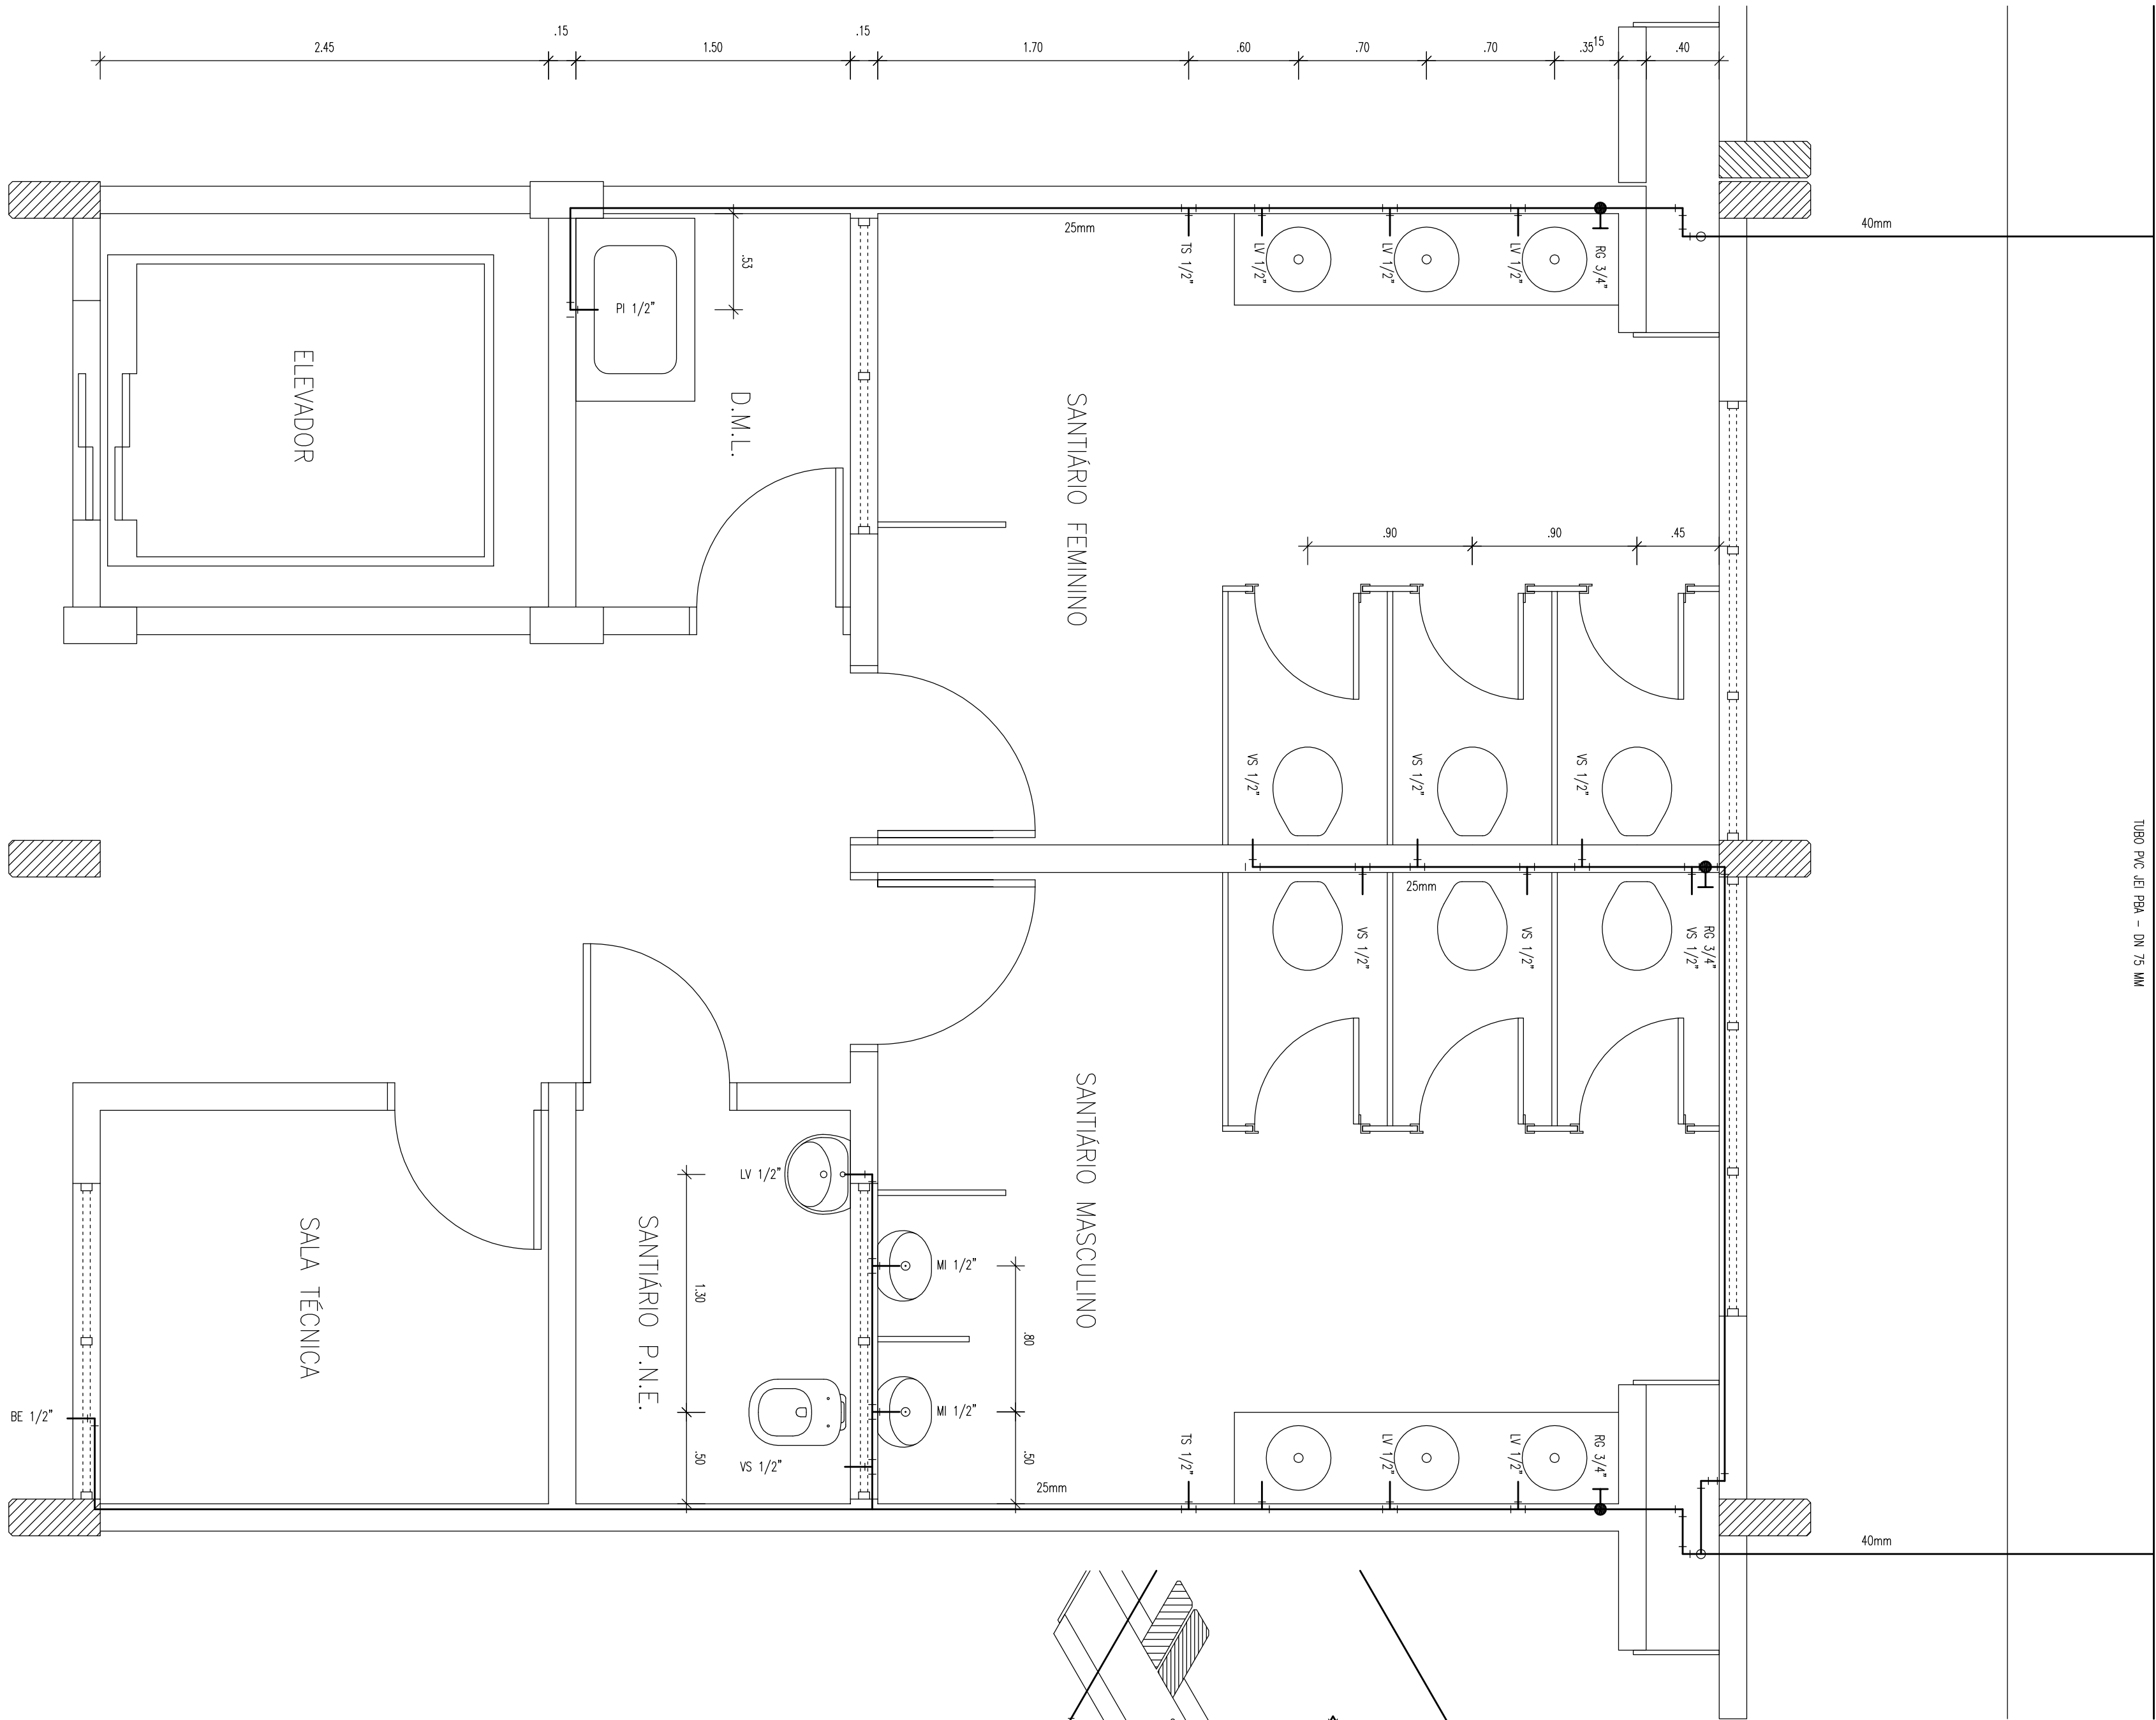 2.45
.15
1.50
.15
1.70
.60
.70
.70
.35
15
.40
25mm
TS 1/2"
LV 1/2"
LV 1/2"
LV 1/2"
RG 3/4"
40mm
.53
PI 1/2"
ELEVADOR
D.M.L.
SANTIÁRIO FEMININO
.90
.90
.45
VS 1/2"
VS 1/2"
VS 1/2"
25mm
VS 1/2"
VS 1/2"
VS 1/2"
RG 3/4"
TUBO PVC JEI PBA - DN 75 MM
SANTIÁRIO MASCULINO
LV 1/2"
MI 1/2"
SALA TÉCNICA
SANTIÁRIO P.N.E.
1.30
.80
MI 1/2"
BE 1/2"
.50
VS 1/2"
.50
25mm
TS 1/2"
LV 1/2"
LV 1/2"
RG 3/4"
40mm